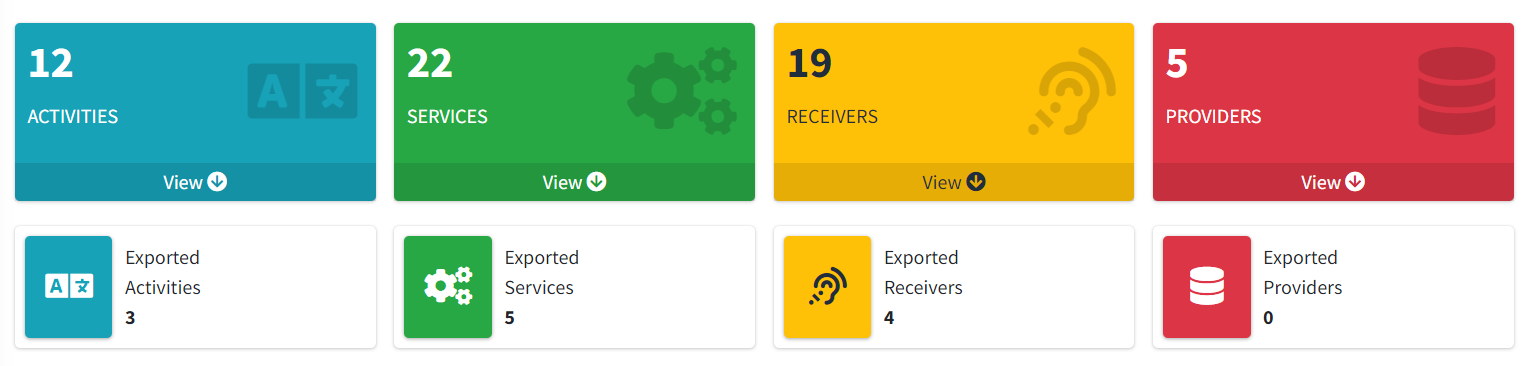 12
ACTIVITIES
View
22
SERVICES
View
19
RECEIVERS
View
5
PROVIDERS
View
Exported
Activities
3
Exported
Services
5
Exported
Receivers
4
Exported
Providers
0